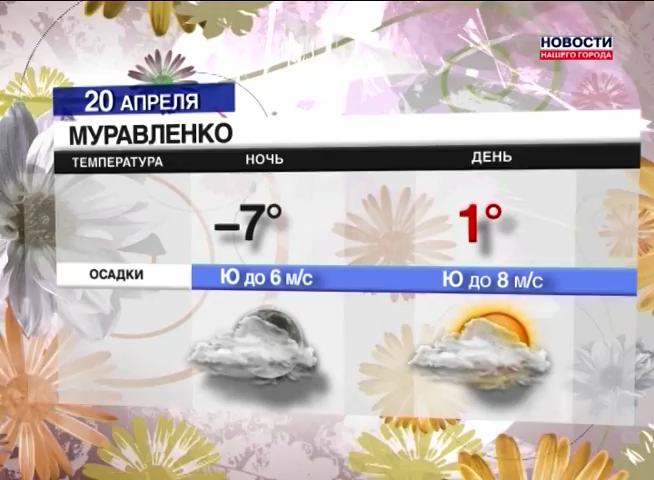 НОВОСТИ
НАШЕГО ГОРОДА
20 АПРЕЛЯ
МУРАВЛЕНКО
ТЕМПЕРАТУРА НОЧЬ ДЕНЬ
–7° 1°
ОСАДКИ Ю ДО 6 М/С Ю ДО 8 М/С